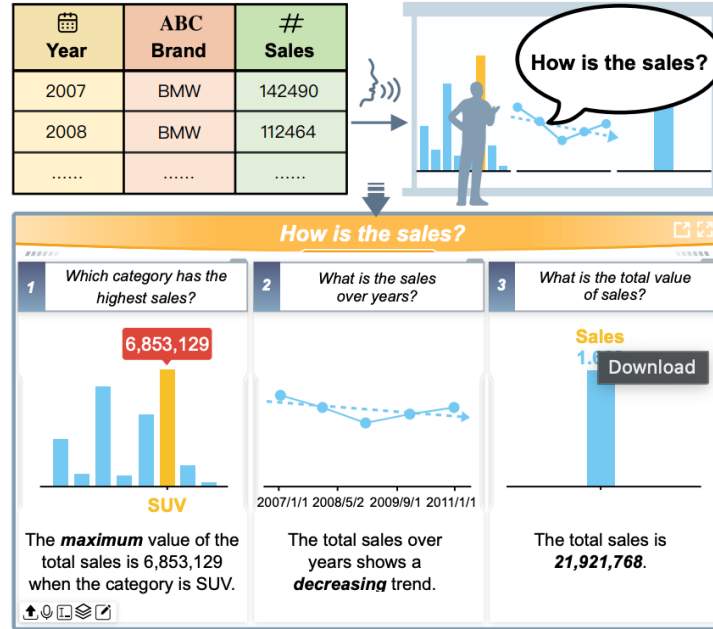 Year
ABC
Brand
#
Sales
2007 BMW 142490
2008 BMW 112464
...... ...... ......
How is the sales?
How is the sales?
1
Which category has the
highest sales?
6,853,129
SUV
The maximum value of the
total sales is 6,853,129
when the category is SUV.
2
What is the sales
over years?
2007/1/1 2008/5/2 2009/9/1 2011/1/1
The total sales over
years shows a
decreasing trend.
3
What is the total value
of sales?
Sales
Download
The total sales is
21,921,768.